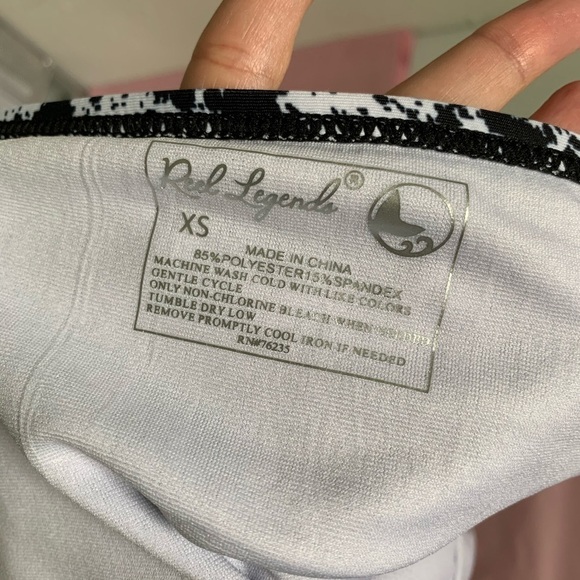 Reel Legends®
XS
MADE IN CHINA
85%POLYESTER15%SPANDEX
MACHINE WASH COLD WITH LIKE COLORS
GENTLE CYCLE
ONLY NON-CHLORINE BLEACH WHEN NEEDED
TUMBLE DRY LOW
REMOVE PROMPTLY COOL IRON IF NEEDED
RN#76235